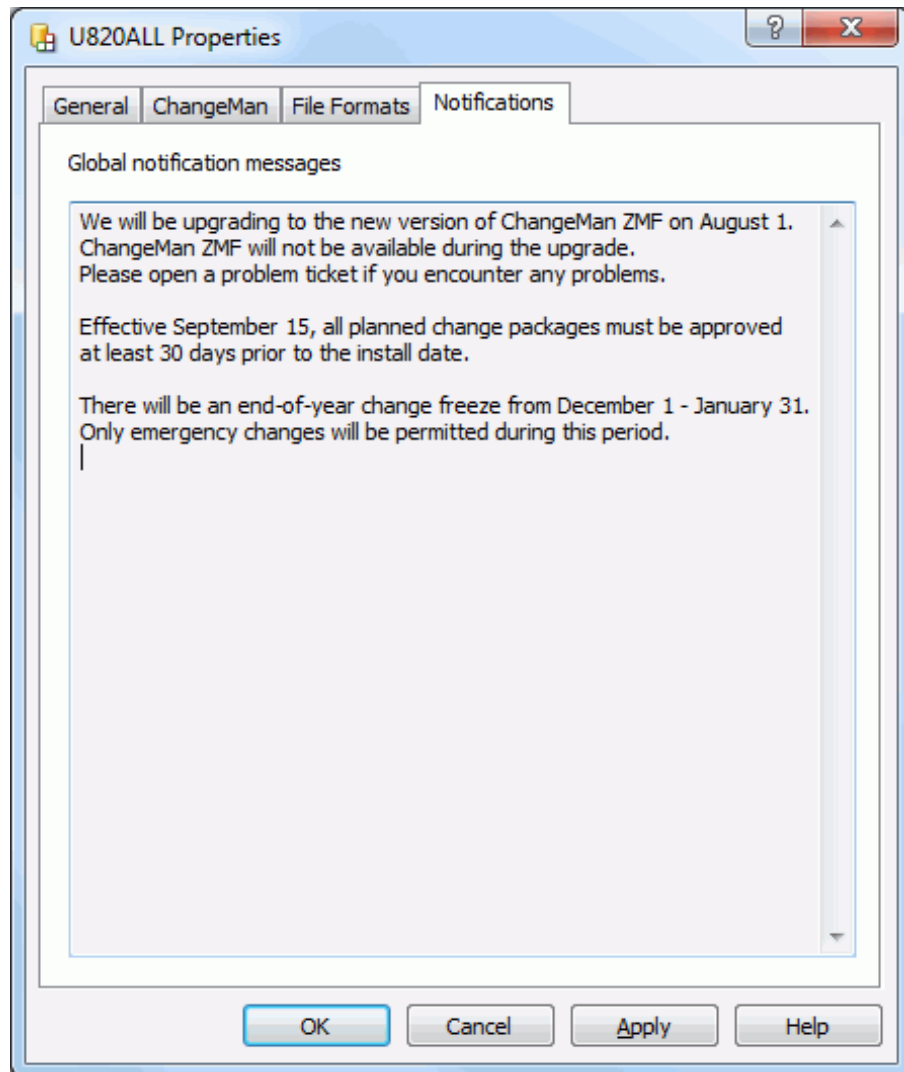 U820ALL Properties
General ChangeMan File Formats Notifications
Global notification messages
We will be upgrading to the new version of ChangeMan ZMF on August 1.
ChangeMan ZMF will not be available during the upgrade.
Please open a problem ticket if you encounter any problems.
Effective September 15, all planned change packages must be approved
at least 30 days prior to the install date.
There will be an end-of-year change freeze from December 1 - January 31.
Only emergency changes will be permitted during this period.
OK Cancel Apply Help